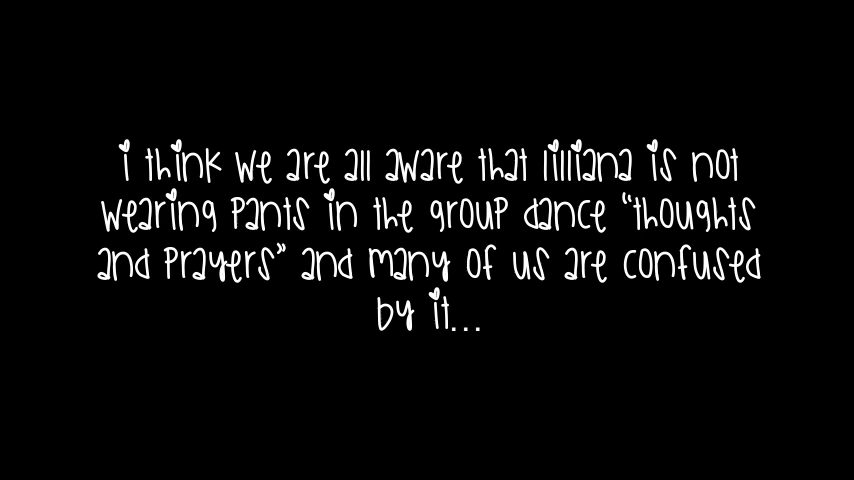 i think we are all aware that lilliana is not
wearing pants in the group dance “thoughts
and prayers” and many of us are confused
by it...